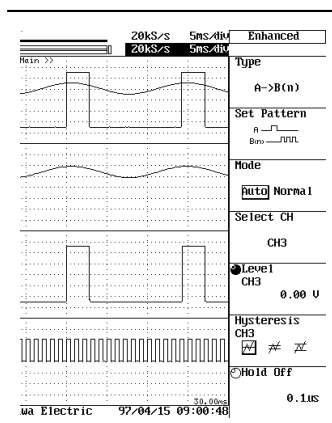 20kS/s 5ms/div
20kS/s 5ms/div
Main >>
30.00ms
wa Electric 97/04/15 09:00:48
Enhanced
Type
A->B(n)
Set Pattern
A
B(n)
Mode
Auto Normal
Select CH
CH3
Level
CH3
0.00 V
Hysteresis
CH3
Hold Off
0.1us